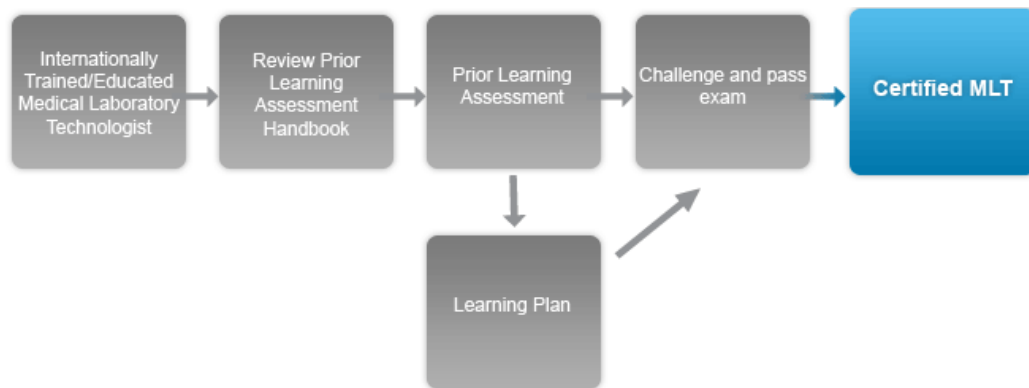 Internationally
Trained/Educated
Medical Laboratory
Technologist
Review Prior
Learning
Assessment
Handbook
Prior Learning
Assessment
Challenge and pass
exam
Certified MLT
Learning Plan